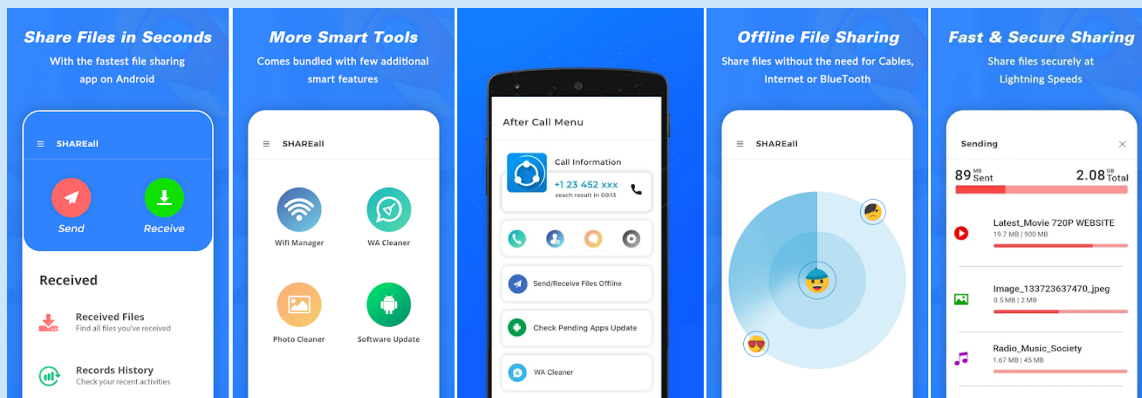 Share Files in Seconds
With the fastest file sharing
app on Android
SHAREall
Send
Receive
Received
Received Files
Find all files you've received
Records History
Check your recent activities
More Smart Tools
Comes bundled with few additional
smart features
SHAREall
Wifi Manager
WA Cleaner
Photo Cleaner
Software Update
After Call Menu
Call Information
+1 23 452 xxx
seach result in 00:13
Send/Receive Files Offline
Check Pending Apps Update
WA Cleaner
Offline File Sharing
Share files without the need for Cables,
Internet or BlueTooth
SHAREall
Fast & Secure Sharing
Share files securely at
Lightning Speeds
Sending
89 MB Sent 2.08 GB Total
Latest_Movie 720P WEBSITE
19.7 MB | 900 MB
Image_133723637470_jpeg
0.5 MB | 2 MB
Radio_Music_Society
1.67 MB | 45 MB